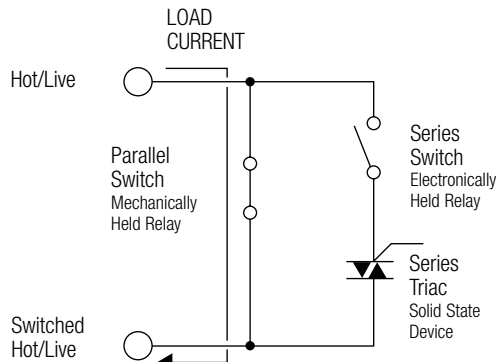 LOAD
CURRENT
Hot/Live
Parallel
Switch
Mechanically
Held Relay
Series
Switch
Electronically
Held Relay
Series
Triac
Solid State
Device
Switched
Hot/Live